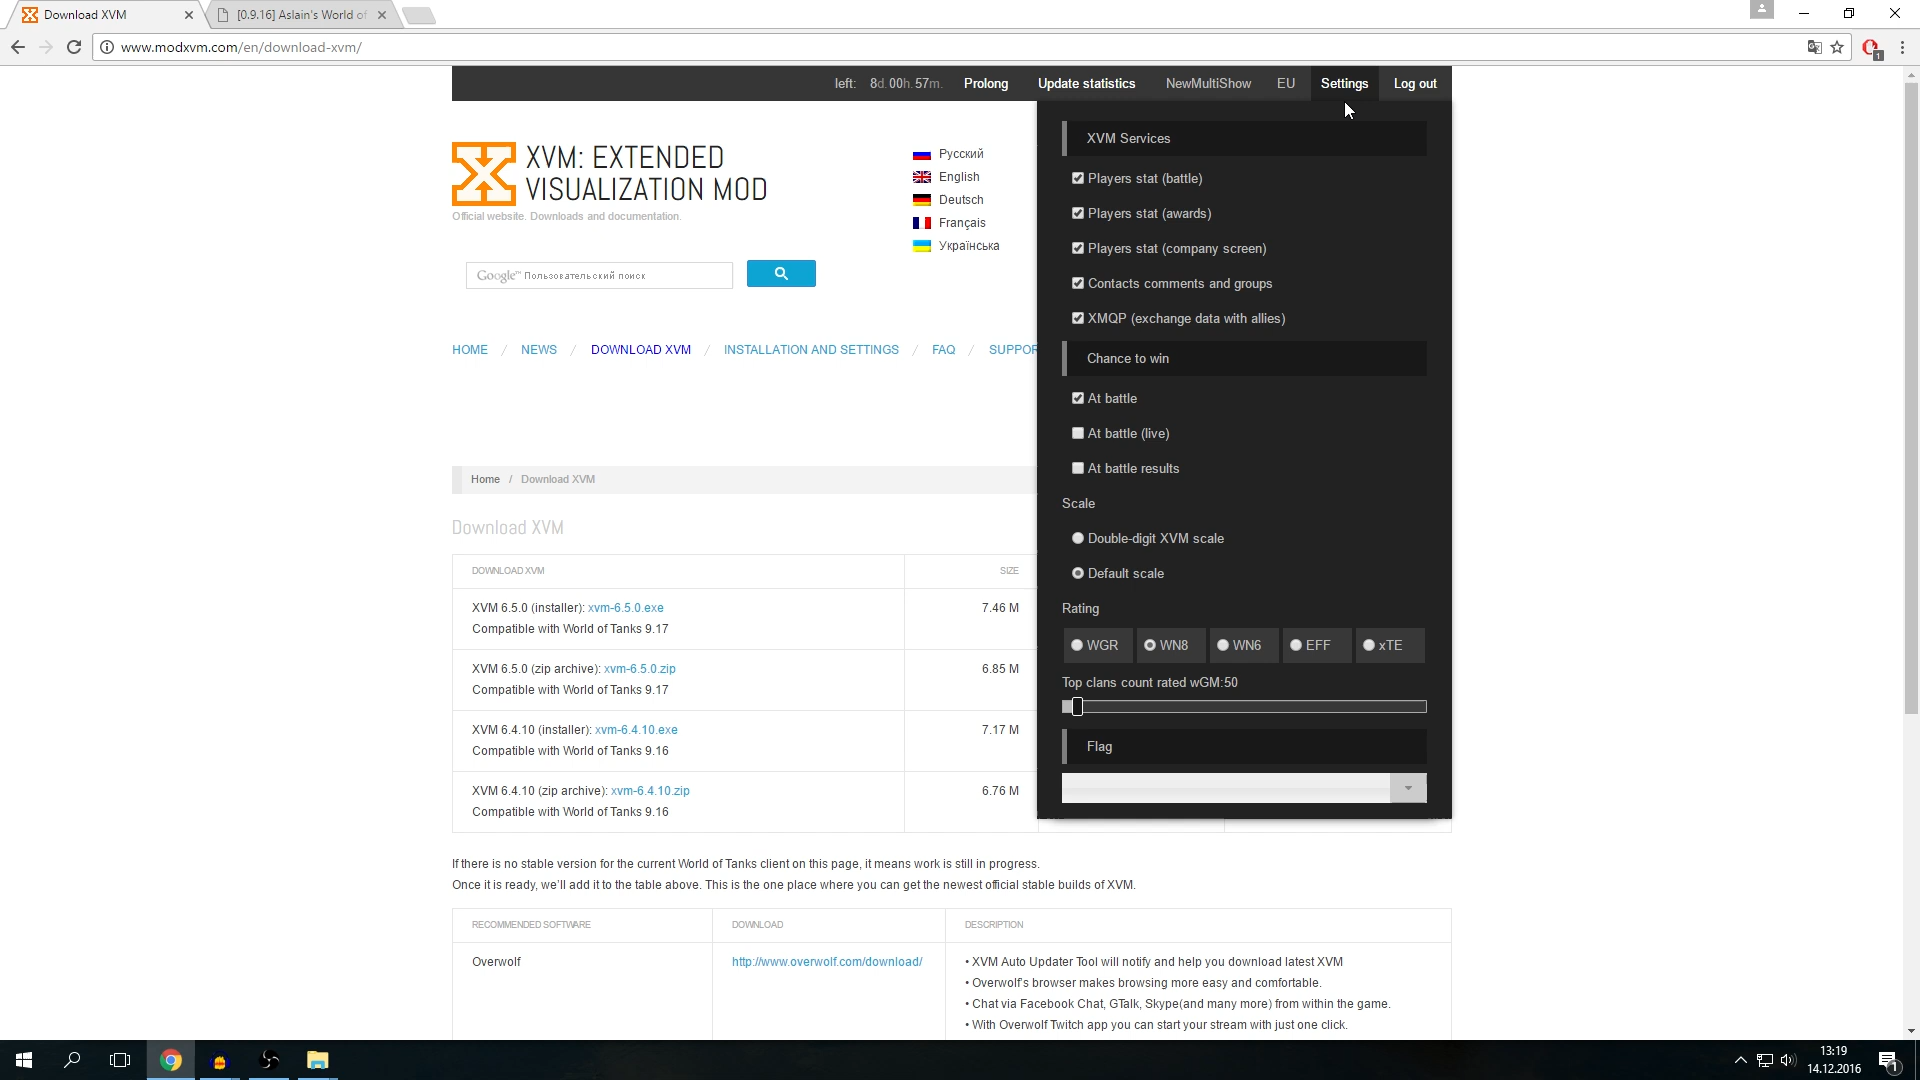 Download XVM
[0.9.16] Aslain's World of
www.modxvm.com/en/download-xvm/
1
left: 8d. 00h. 57m. Prolong Update statistics NewMultiShow EU Settings Log out
XVM: EXTENDED
VISUALIZATION MOD
Official website. Downloads and documentation.
Русский
English
Deutsch
Français
Українська
Google™ Пользовательский поиск
HOME / NEWS / DOWNLOAD XVM / INSTALLATION AND SETTINGS / FAQ / SUPPOR
Home / Download XVM
Download XVM
DOWNLOAD XVM SIZE
XVM 6.5.0 (installer): xvm-6.5.0.exe 7.46 M
Compatible with World of Tanks 9.17
XVM 6.5.0 (zip archive): xvm-6.5.0.zip 6.85 M
Compatible with World of Tanks 9.17
XVM 6.4.10 (installer): xvm-6.4.10.exe 7.17 M
Compatible with World of Tanks 9.16
XVM 6.4.10 (zip archive): xvm-6.4.10.zip 6.76 M
Compatible with World of Tanks 9.16
XVM Services
Players stat (battle)
Players stat (awards)
Players stat (company screen)
Contacts comments and groups
XMQP (exchange data with allies)
Chance to win
At battle
At battle (live)
At battle results
Scale
Double-digit XVM scale
Default scale
Rating
WGR WN8 WN6 EFF xTE
Top clans count rated wGM:50
Flag
If there is no stable version for the current World of Tanks client on this page, it means work is still in progress.
Once it is ready, we'll add it to the table above. This is the one place where you can get the newest official stable builds of XVM.
RECOMMENDED SOFTWARE DOWNLOAD DESCRIPTION
Overwolf http://www.overwolf.com/download/ • XVM Auto Updater Tool will notify and help you download latest XVM
• Overwolf's browser makes browsing more easy and comfortable.
• Chat via Facebook Chat, GTalk, Skype(and many more) from within the game.
• With Overwolf Twitch app you can start your stream with just one click.
13:19
14.12.2016
1